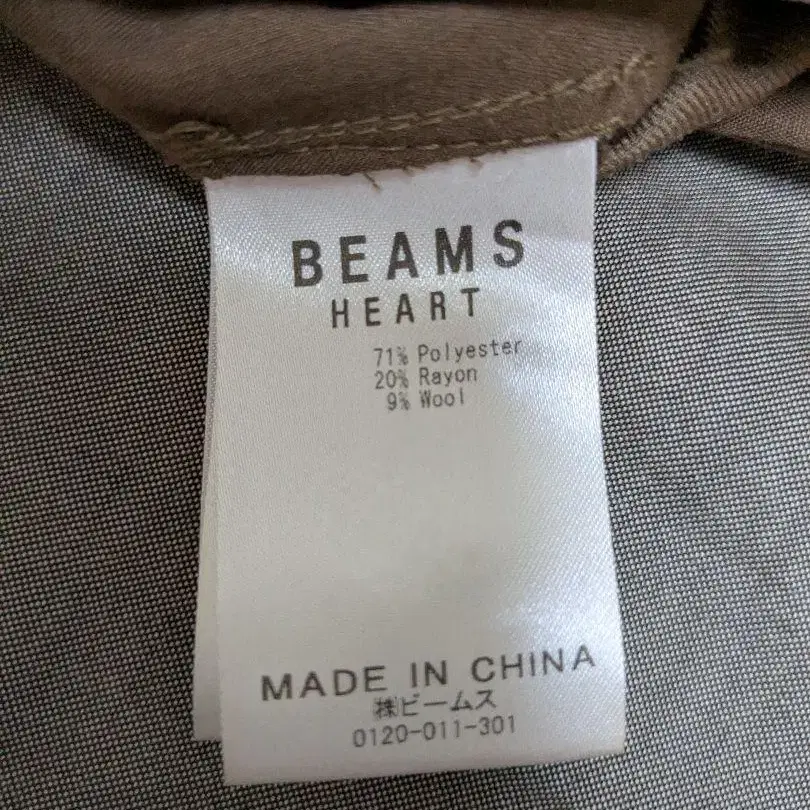 BEAMS
HEART
71% Polyester
20% Rayon
9% Wool
MADE IN CHINA
㈱ビームス
0120-011-301